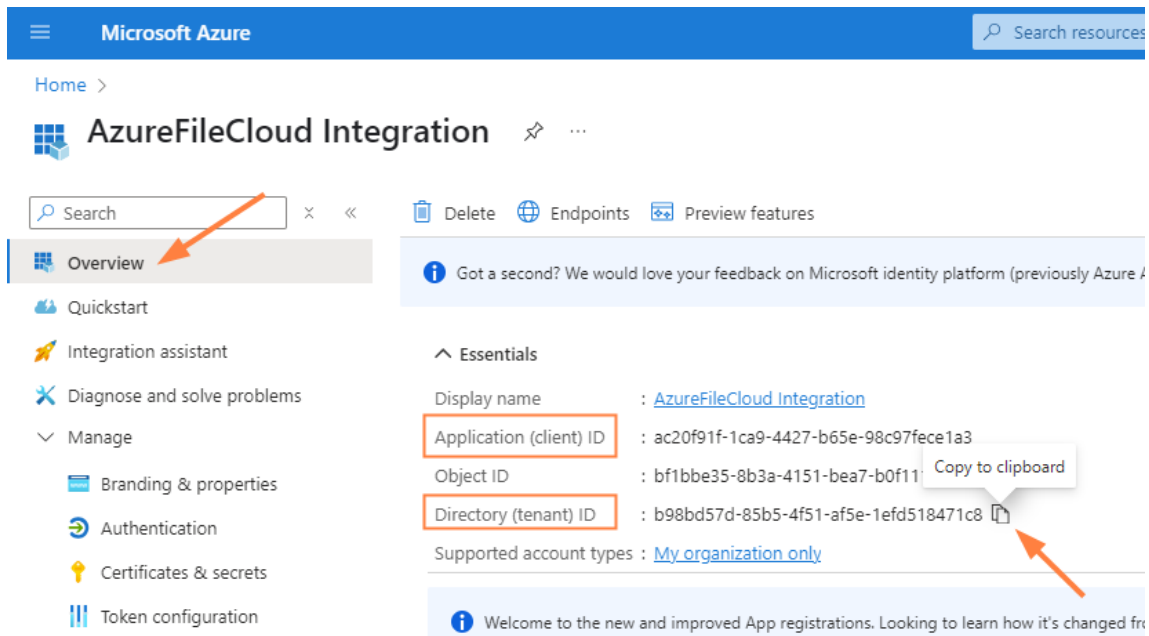 Microsoft Azure
Search resources
Home
AzureFileCloud Integration
Search
Delete Endpoints Preview features
Overview
Got a second? We would love your feedback on Microsoft identity platform (previously Azure
Quickstart
Integration assistant
Essentials
Diagnose and solve problems
Display name : AzureFileCloud Integration
Manage
Application (client) ID : ac20f91f-1ca9-4427-b65e-98c97fece1a3
Copy to clipboard
Object ID : bf1bbe35-8b3a-4151-bea7-b0f11
Branding & properties
Directory (tenant) ID : b98bd57d-85b5-4f51-af5e-1efd518471c8
Authentication
Supported account types : My organization only
Certificates & secrets
Token configuration
Welcome to the new and improved App registrations. Looking to learn how it's changed